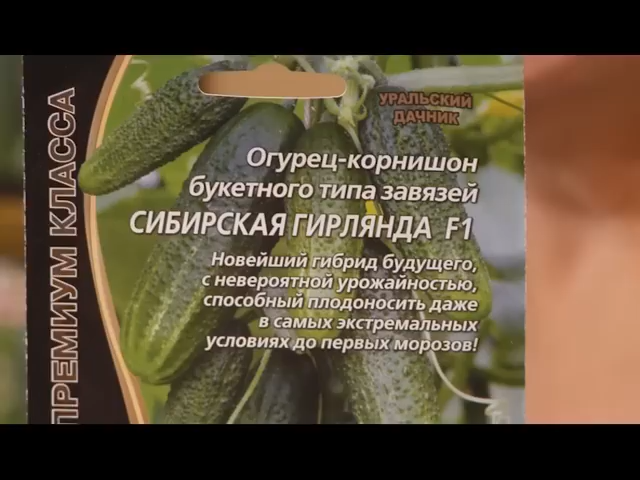 ПРЕМИУМ КЛАССА
УРАЛЬСКИЙ
ДАЧНИК
Огурец-корнишон
букетного типа завязей
СИБИРСКАЯ ГИРЛЯНДА F1
Новейший гибрид будущего,
с невероятной урожайностью,
способный плодоносить даже
в самых экстремальных
условиях до первых морозов!